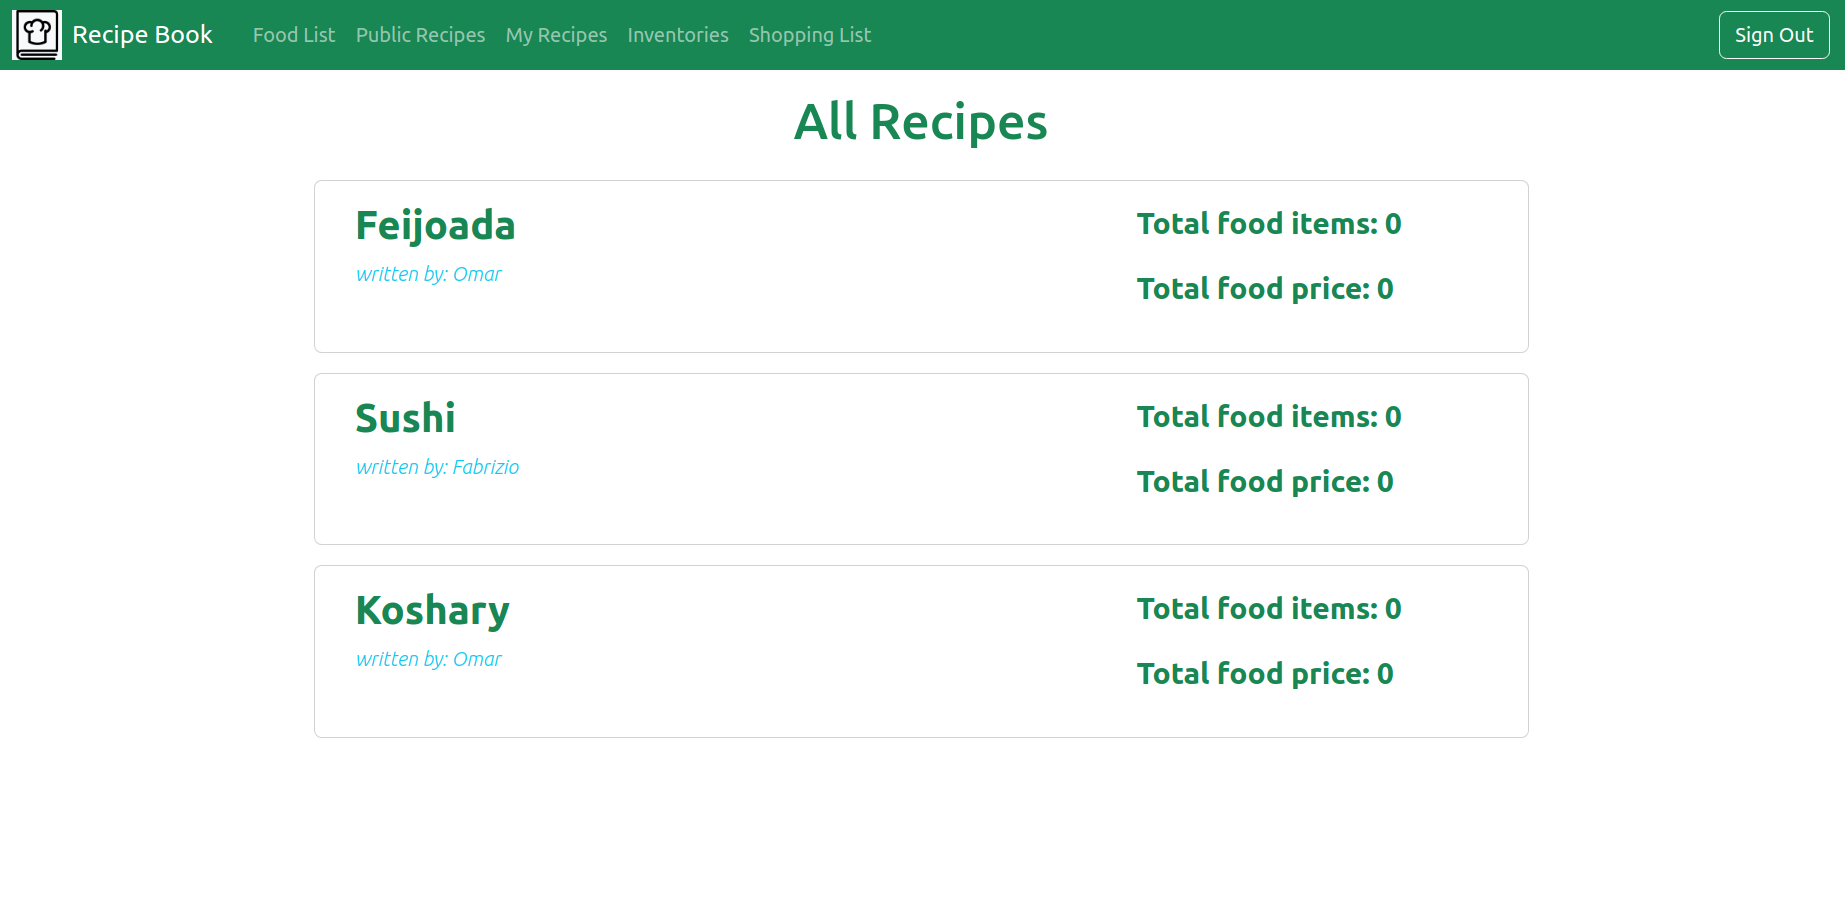 Recipe Book Food List Public Recipes My Recipes Inventories Shopping List Sign Out
All Recipes
Feijoada
written by: Omar
Total food items: 0
Total food price: 0
Sushi
written by: Fabrizio
Total food items: 0
Total food price: 0
Koshary
written by: Omar
Total food items: 0
Total food price: 0